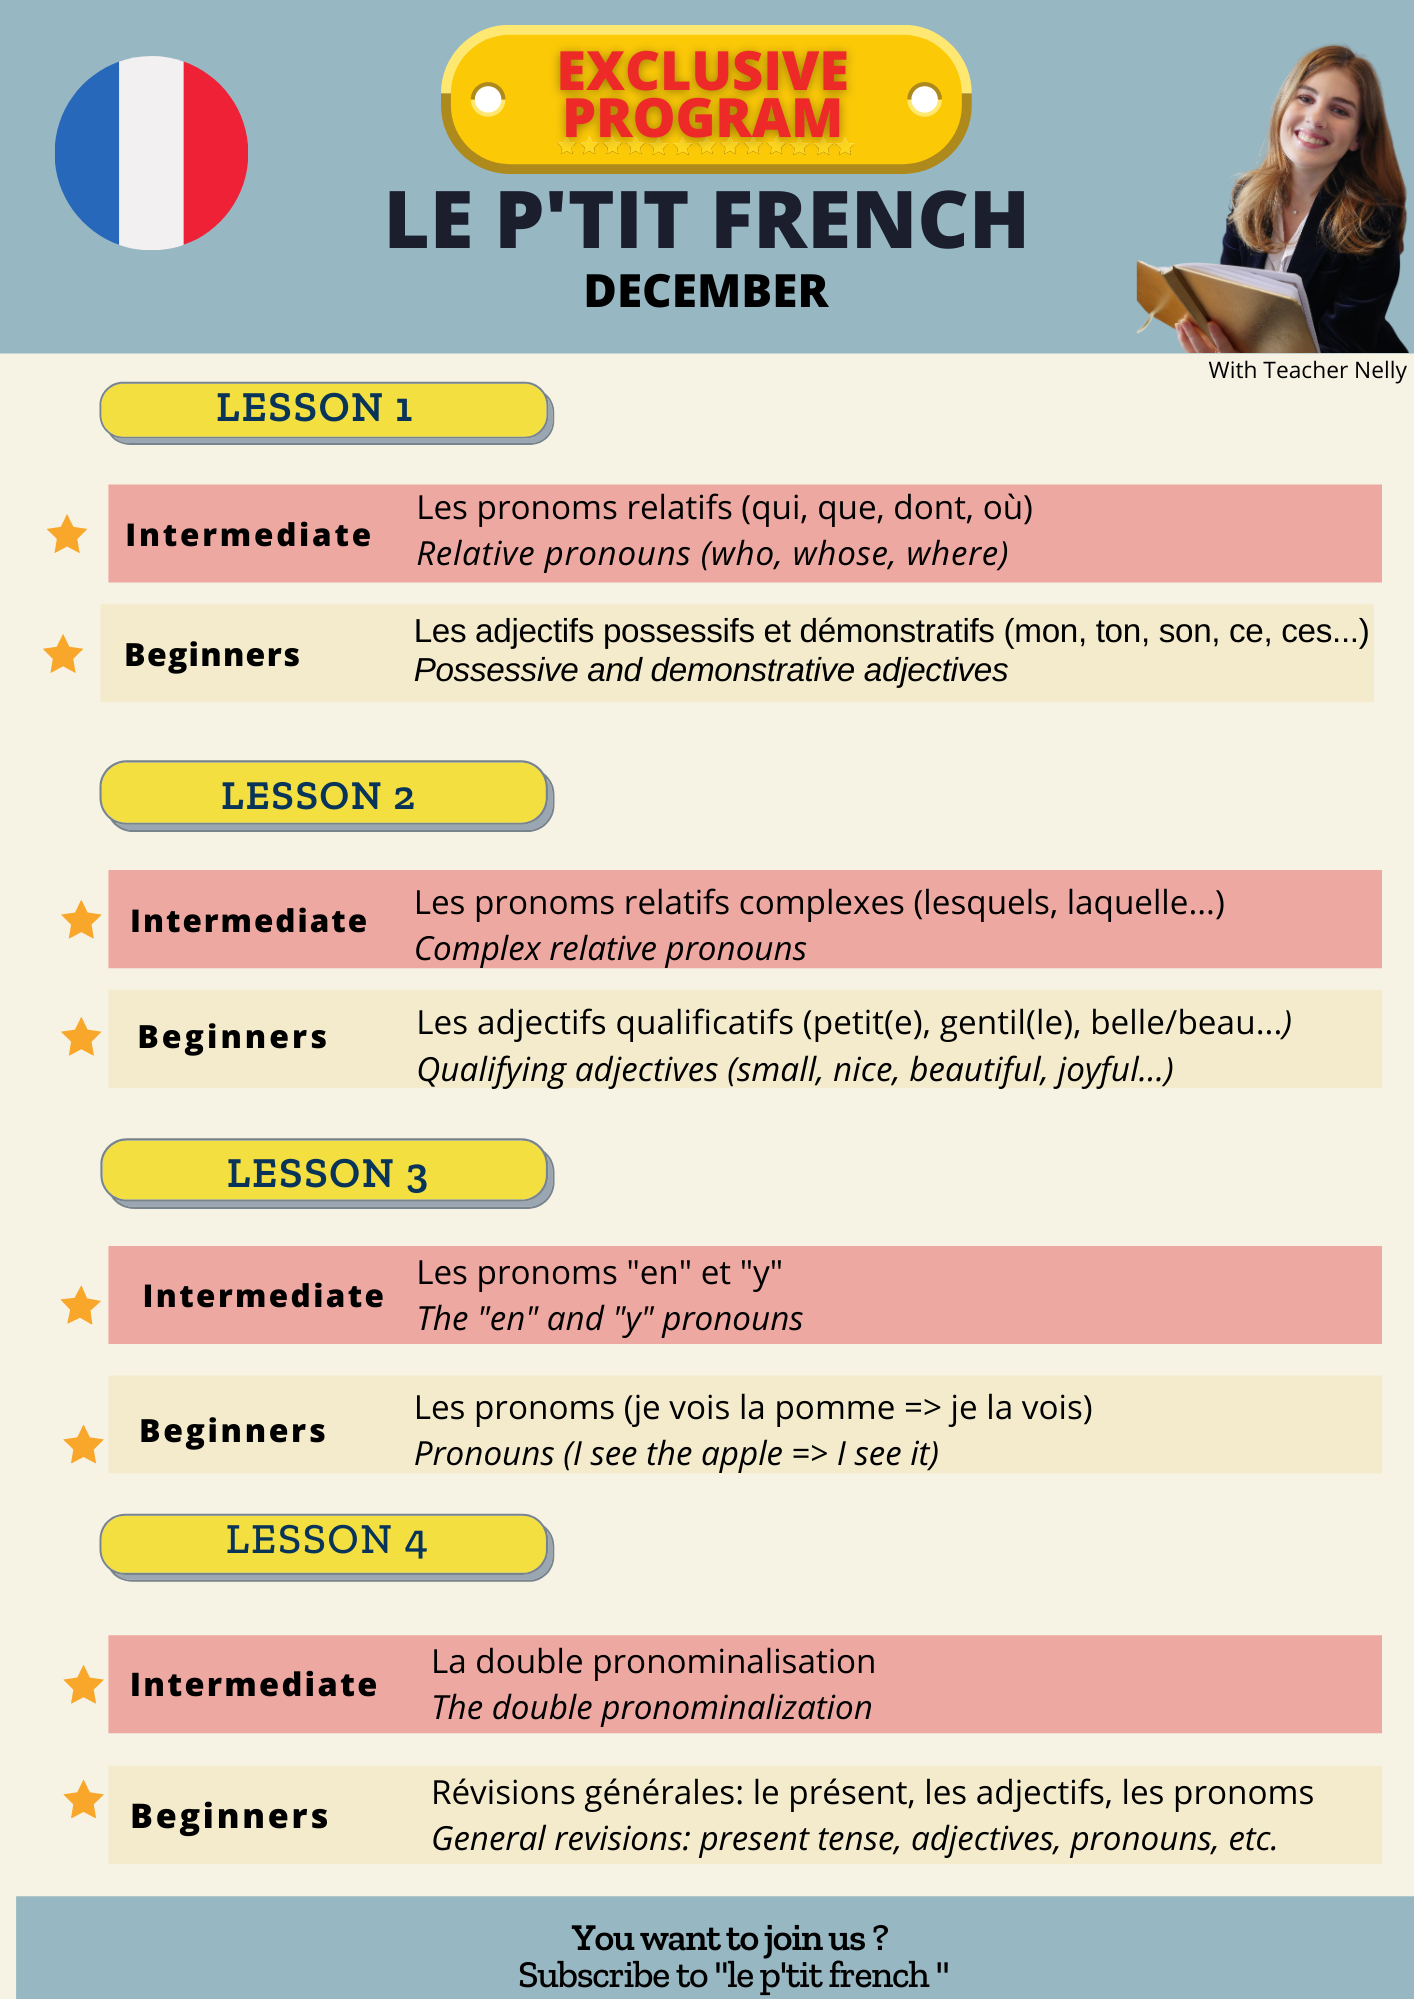 EXCLUSIVE
PROGRAM
LE P'TIT FRENCH
DECEMBER
With Teacher Nelly
LESSON 1
Intermediate
Les pronoms relatifs (qui, que, dont, où)
Relative pronouns (who, whose, where)
Beginners
Les adjectifs possessifs et démonstratifs (mon, ton, son, ce, ces...)
Possessive and demonstrative adjectives
LESSON 2
Intermediate
Les pronoms relatifs complexes (lesquels, laquelle...)
Complex relative pronouns
Beginners
Les adjectifs qualificatifs (petit(e), gentil(le), belle/beau...)
Qualifying adjectives (small, nice, beautiful, joyful...)
LESSON 3
Intermediate
Les pronoms "en" et "y"
The "en" and "y" pronouns
Beginners
Les pronoms (je vois la pomme => je la vois)
Pronouns (I see the apple => I see it)
LESSON 4
Intermediate
La double pronominalisation
The double pronominalization
Beginners
Révisions générales: le présent, les adjectifs, les pronoms
General revisions: present tense, adjectives, pronouns, etc.
You want to join us ?
Subscribe to "le p'tit french "